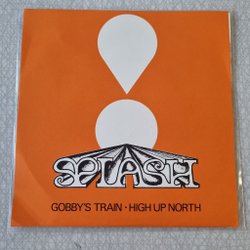 SPLASH
GOBBY'S TRAIN · HIGH UP NORTH